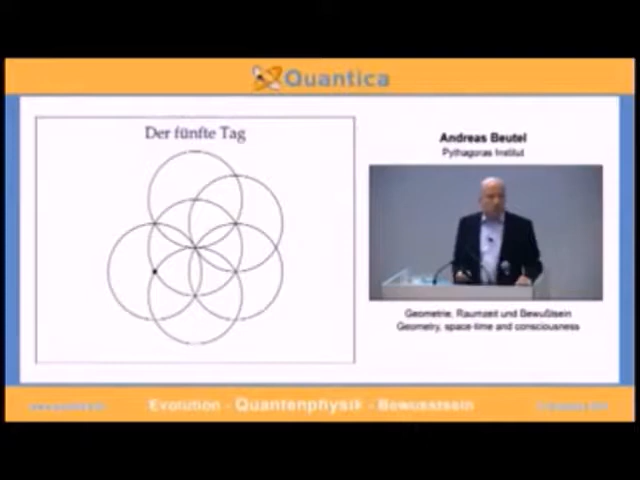 Quantica
Der fünfte Tag
Andreas Beutel
Pythagoras Institut
Geometrie, Raumzeit und Bewußtsein
Geometry, space-time and consciousness
Evolution - Quantenphysik - Bewusstsein